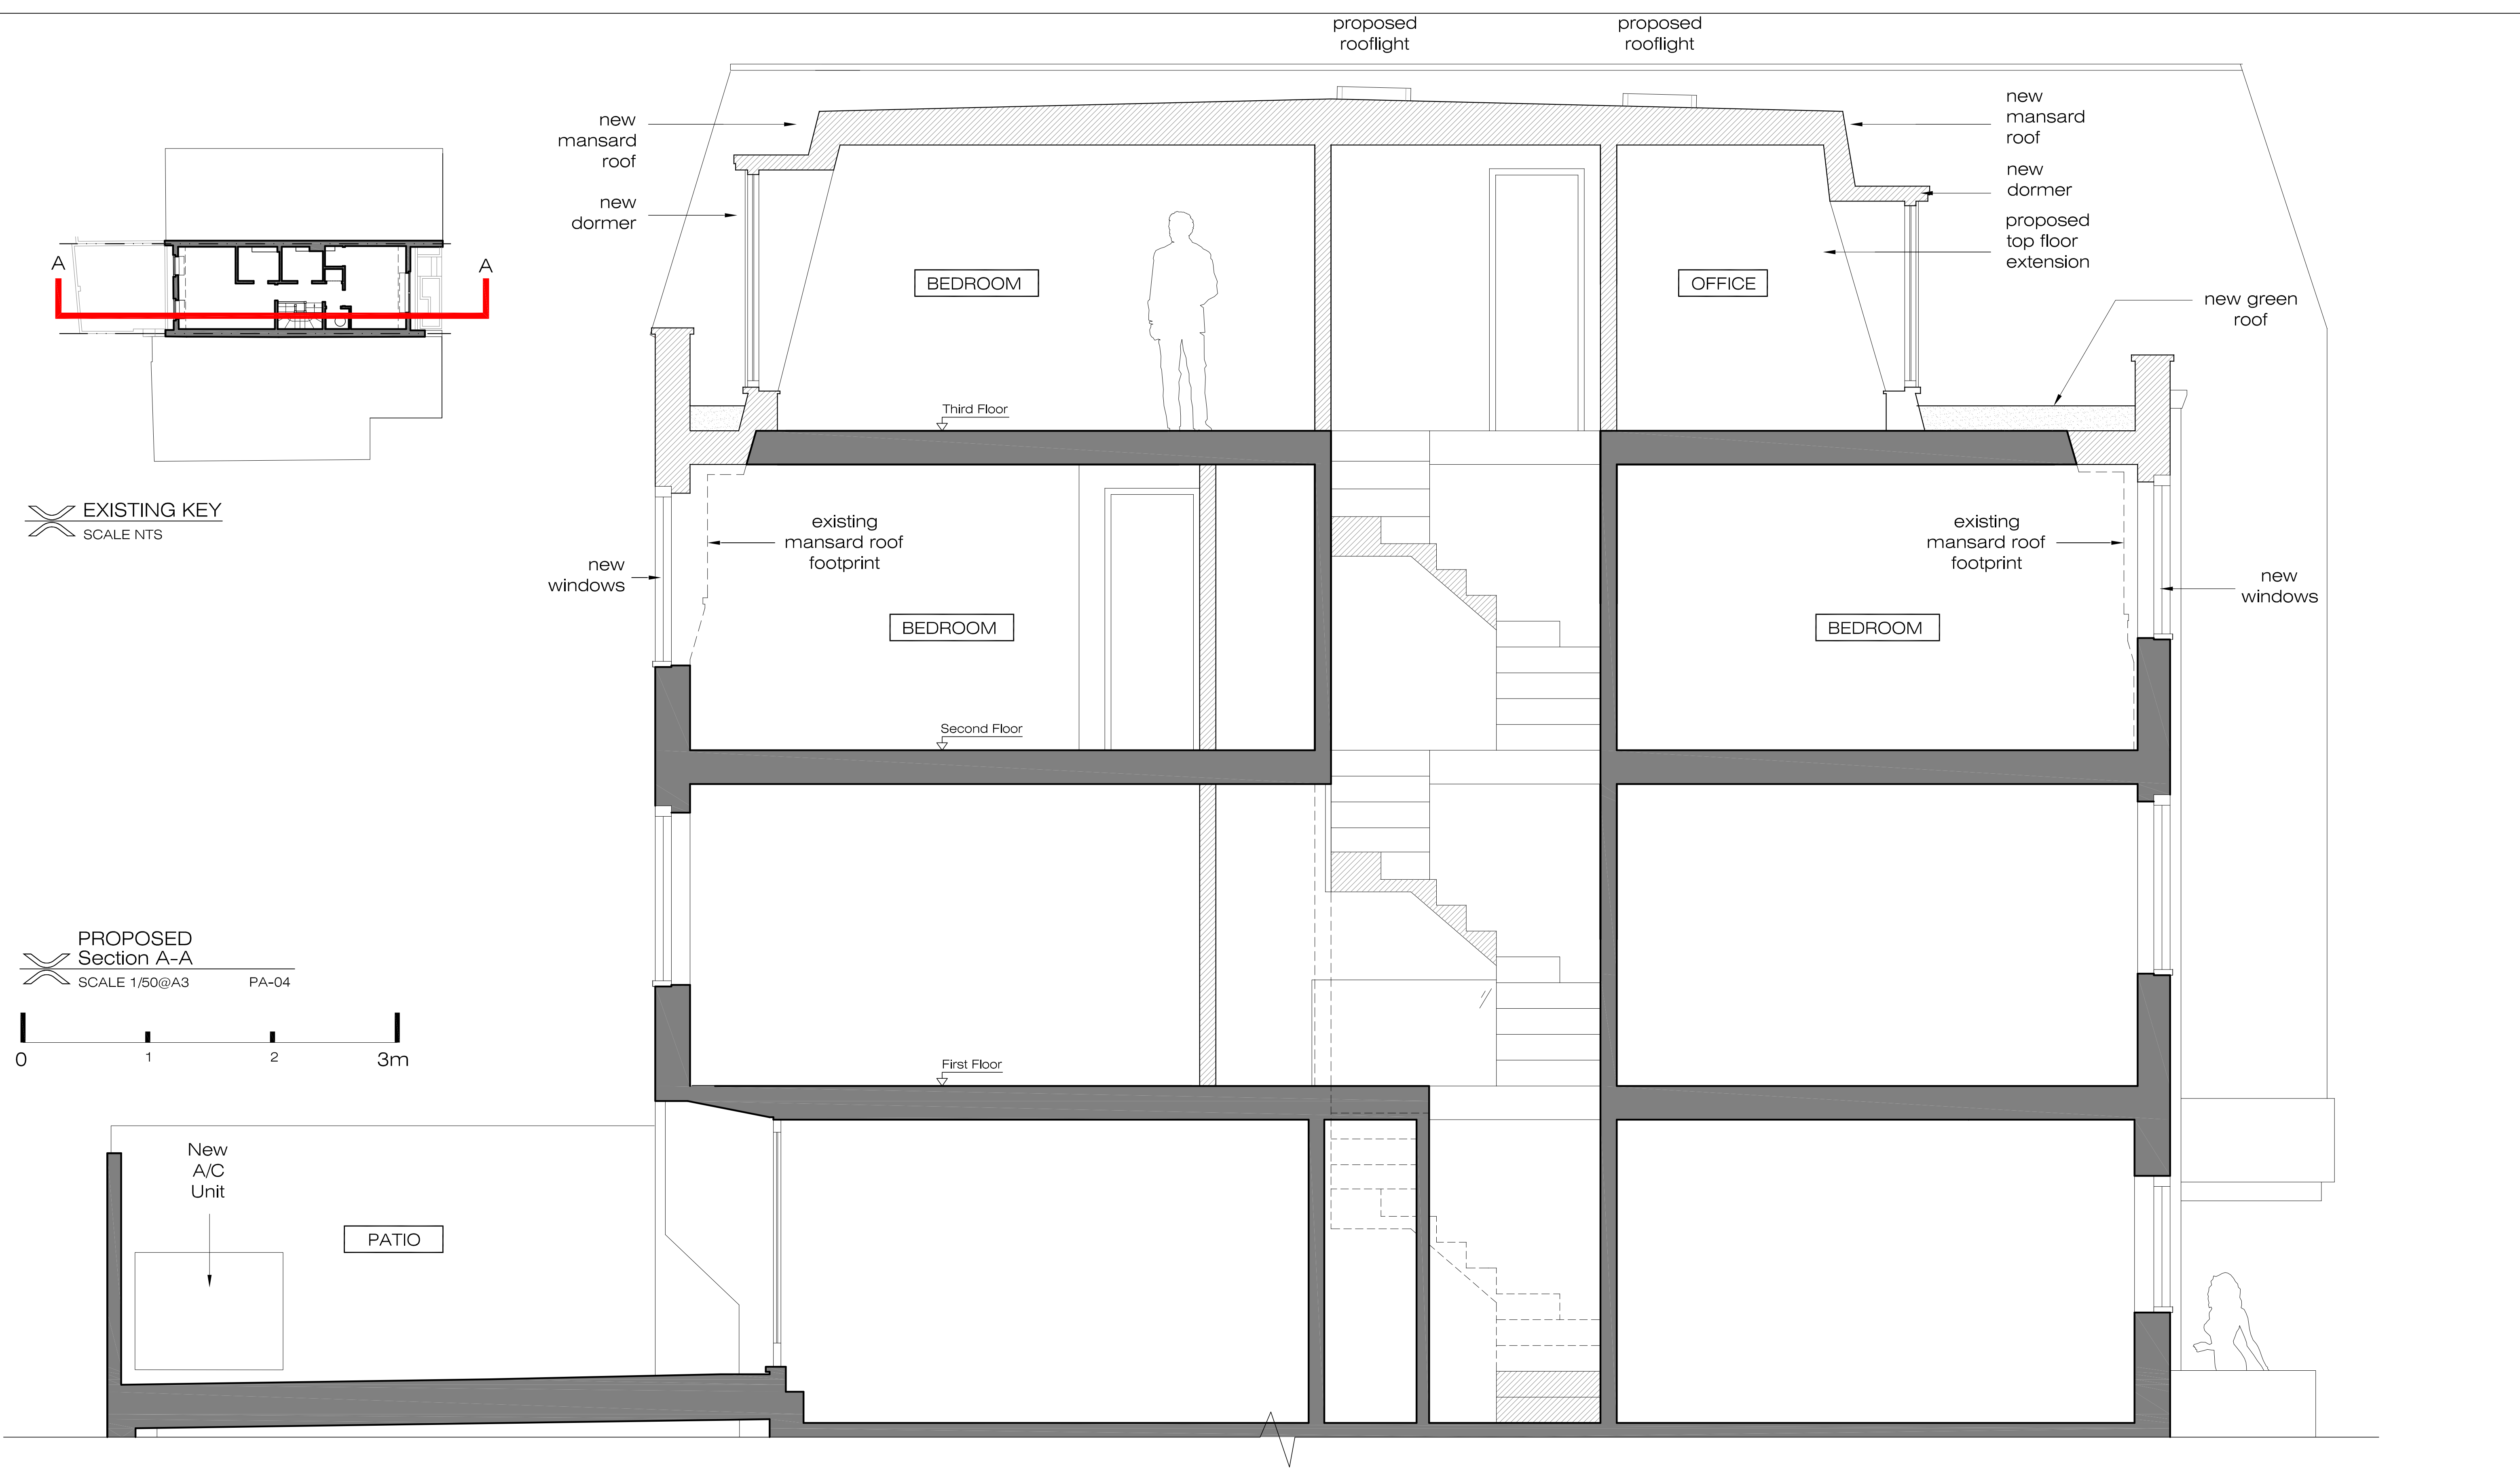 proposed
rooflight
proposed
rooflight
new
mansard
roof
new
dormer
new
mansard
roof
new
dormer
proposed
top floor
extension
new green
roof
A
A
EXISTING KEY
SCALE NTS
BEDROOM
OFFICE
Third Floor
existing
mansard roof
footprint
new
windows
BEDROOM
existing
mansard roof
footprint
new
windows
BEDROOM
Second Floor
PROPOSED
Section A-A
SCALE 1/50@A3 PA-04
0 1 2 3m
First Floor
New
A/C
Unit
PATIO